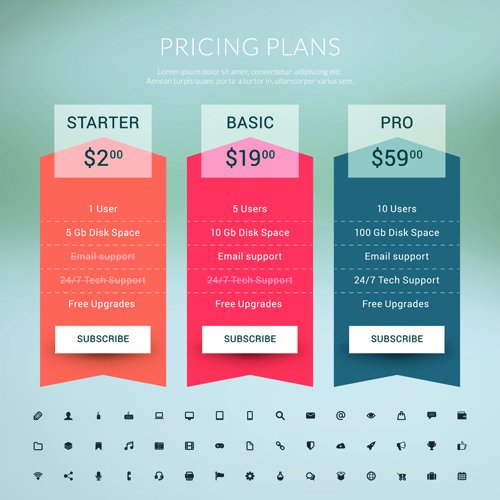 PRICING PLANS
Lorem ipsum dolor sit amet, consectetur adipiscing elit.
Aenean turpis quam, porta a tortor in, ullamcorper varius sem.
STARTER
$2⁰⁰
1 User
5 Gb Disk Space
Email support
24/7 Tech Support
Free Upgrades
SUBSCRIBE
BASIC
$19⁰⁰
5 Users
10 Gb Disk Space
Email support
24/7 Tech Support
Free Upgrades
SUBSCRIBE
PRO
$59⁰⁰
10 Users
100 Gb Disk Space
Email support
24/7 Tech Support
Free Upgrades
SUBSCRIBE